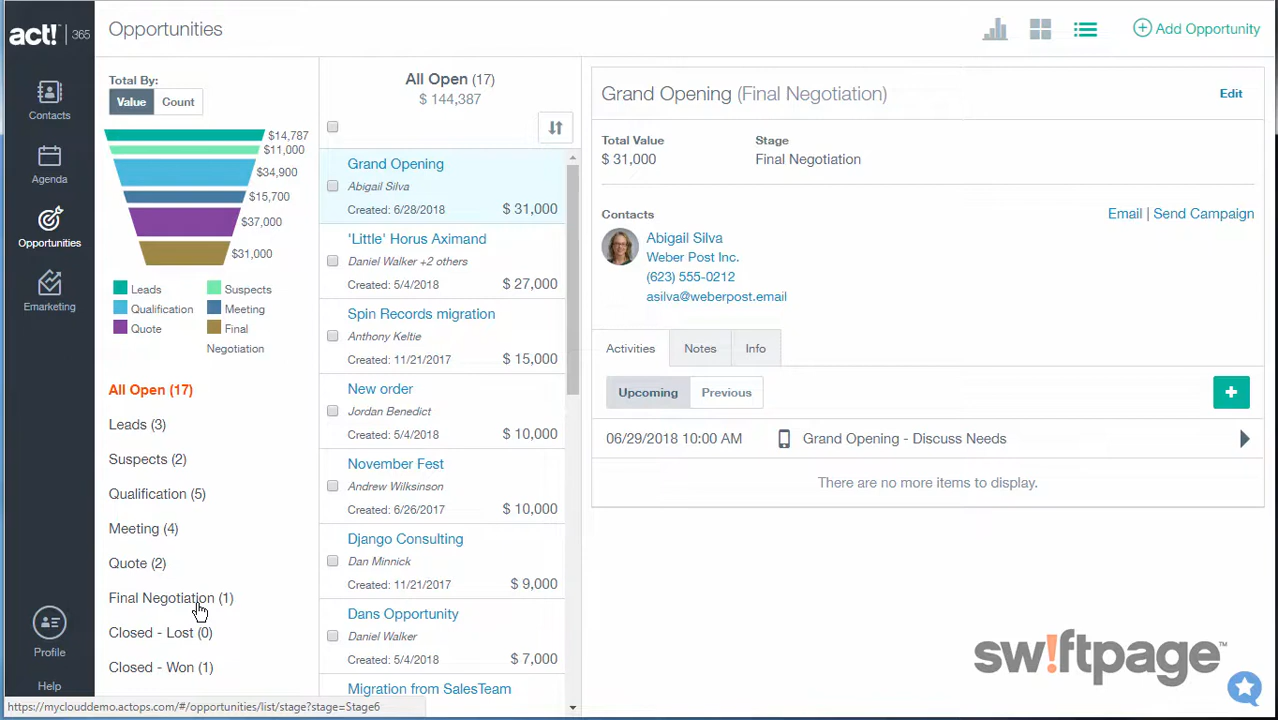 act! | 365
Opportunities
Add Opportunity
Contacts
Agenda
Opportunities
Emarketing
Profile
Help
Total By:
Value
Count
$14,787
$11,000
$34,900
$15,700
$37,000
$31,000
Leads
Suspects
Qualification
Meeting
Quote
Final
Negotiation
All Open (17)
Leads (3)
Suspects (2)
Qualification (5)
Meeting (4)
Quote (2)
Final Negotiation (1)
Closed - Lost (0)
Closed - Won (1)
All Open (17)
$ 144,387
Grand Opening
Abigail Silva
Created: 6/28/2018 $ 31,000
'Little' Horus Aximand
Daniel Walker +2 others
Created: 5/4/2018 $ 27,000
Spin Records migration
Anthony Keltie
Created: 11/21/2017 $ 15,000
New order
Jordan Benedict
Created: 5/4/2018 $ 10,000
November Fest
Andrew Wilksinson
Created: 6/26/2017 $ 10,000
Django Consulting
Dan Minnick
Created: 11/21/2017 $ 9,000
Dans Opportunity
Daniel Walker
Created: 5/4/2018 $ 7,000
Migration from SalesTeam
Grand Opening (Final Negotiation)
Edit
Total Value
Stage
$ 31,000
Final Negotiation
Contacts
Email | Send Campaign
Abigail Silva
Weber Post Inc.
(623) 555-0212
asilva@weberpost.email
Activities
Notes
Info
Upcoming
Previous
06/29/2018 10:00 AM Grand Opening - Discuss Needs
There are no more items to display.
sw!ftpage™
https://myclouddemo.actops.com/#/opportunities/list/stage?stage=Stage6